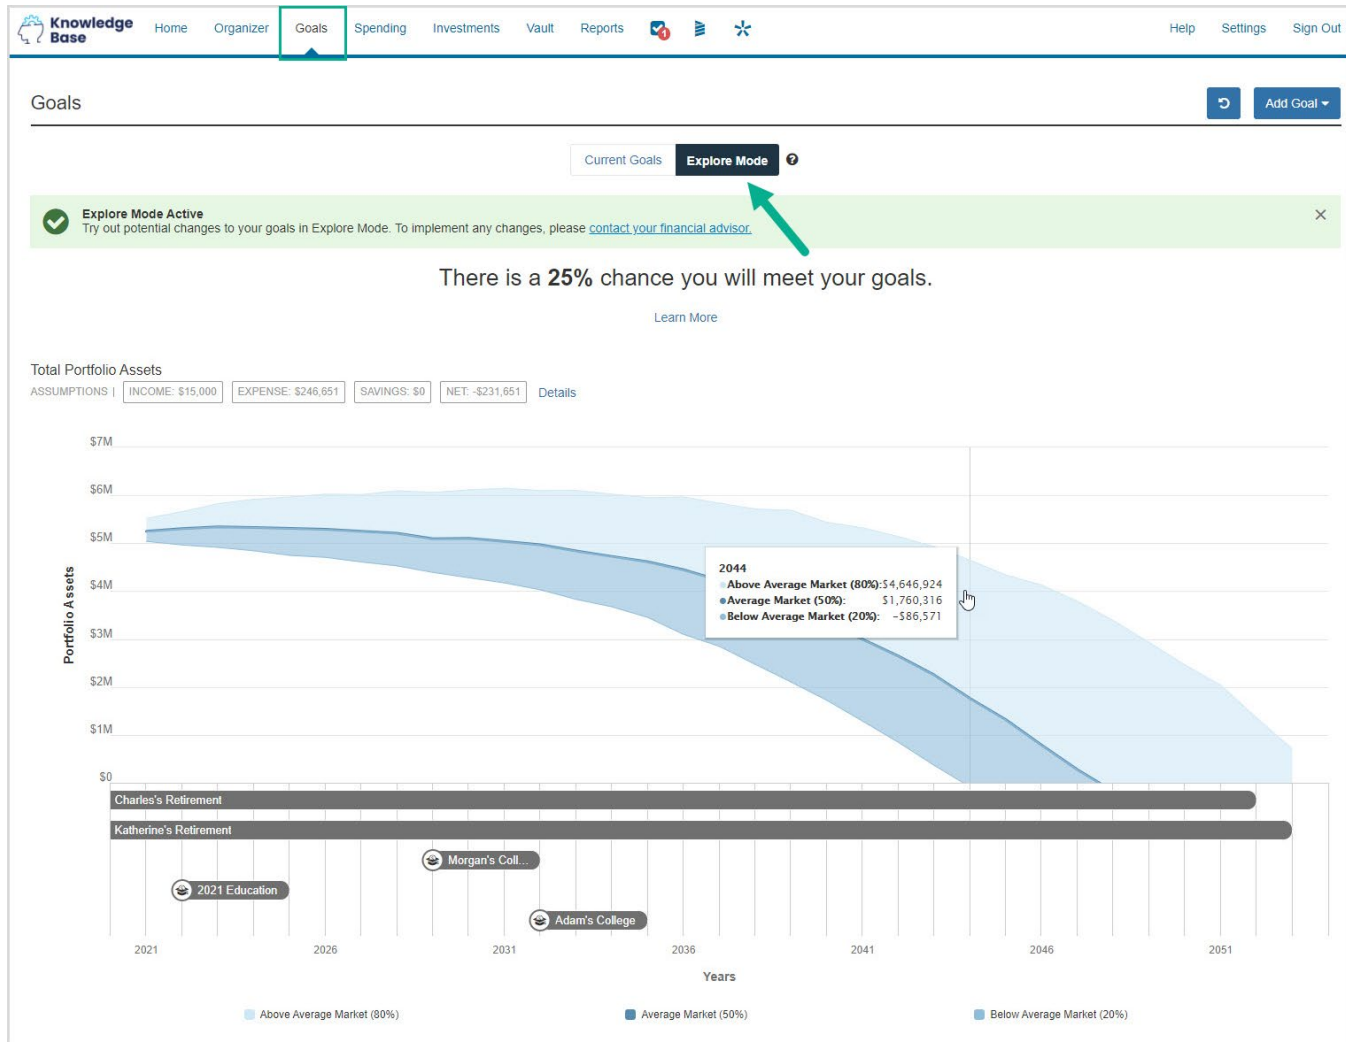 Knowledge Base
Home Organizer Goals Spending Investments Vault Reports 1 Help Settings Sign Out
Goals
Add Goal
Current Goals Explore Mode ?
Explore Mode Active
Try out potential changes to your goals in Explore Mode. To implement any changes, please contact your financial advisor.
There is a 25% chance you will meet your goals.
Learn More
Total Portfolio Assets
ASSUMPTIONS | INCOME: $15,000 EXPENSE: $246,651 SAVINGS: $0 NET: -$231,651 Details
$7M
$6M
$5M
$4M
$3M
$2M
$1M
$0
Portfolio Assets
2044
Above Average Market (80%): $4,646,924
Average Market (50%): $1,760,316
Below Average Market (20%): -$86,571
Charles's Retirement
Katherine's Retirement
Morgan's Coll...
2021 Education
Adam's College
2021 2026 2031 2036 2041 2046 2051
Years
Above Average Market (80%) Average Market (50%) Below Average Market (20%)